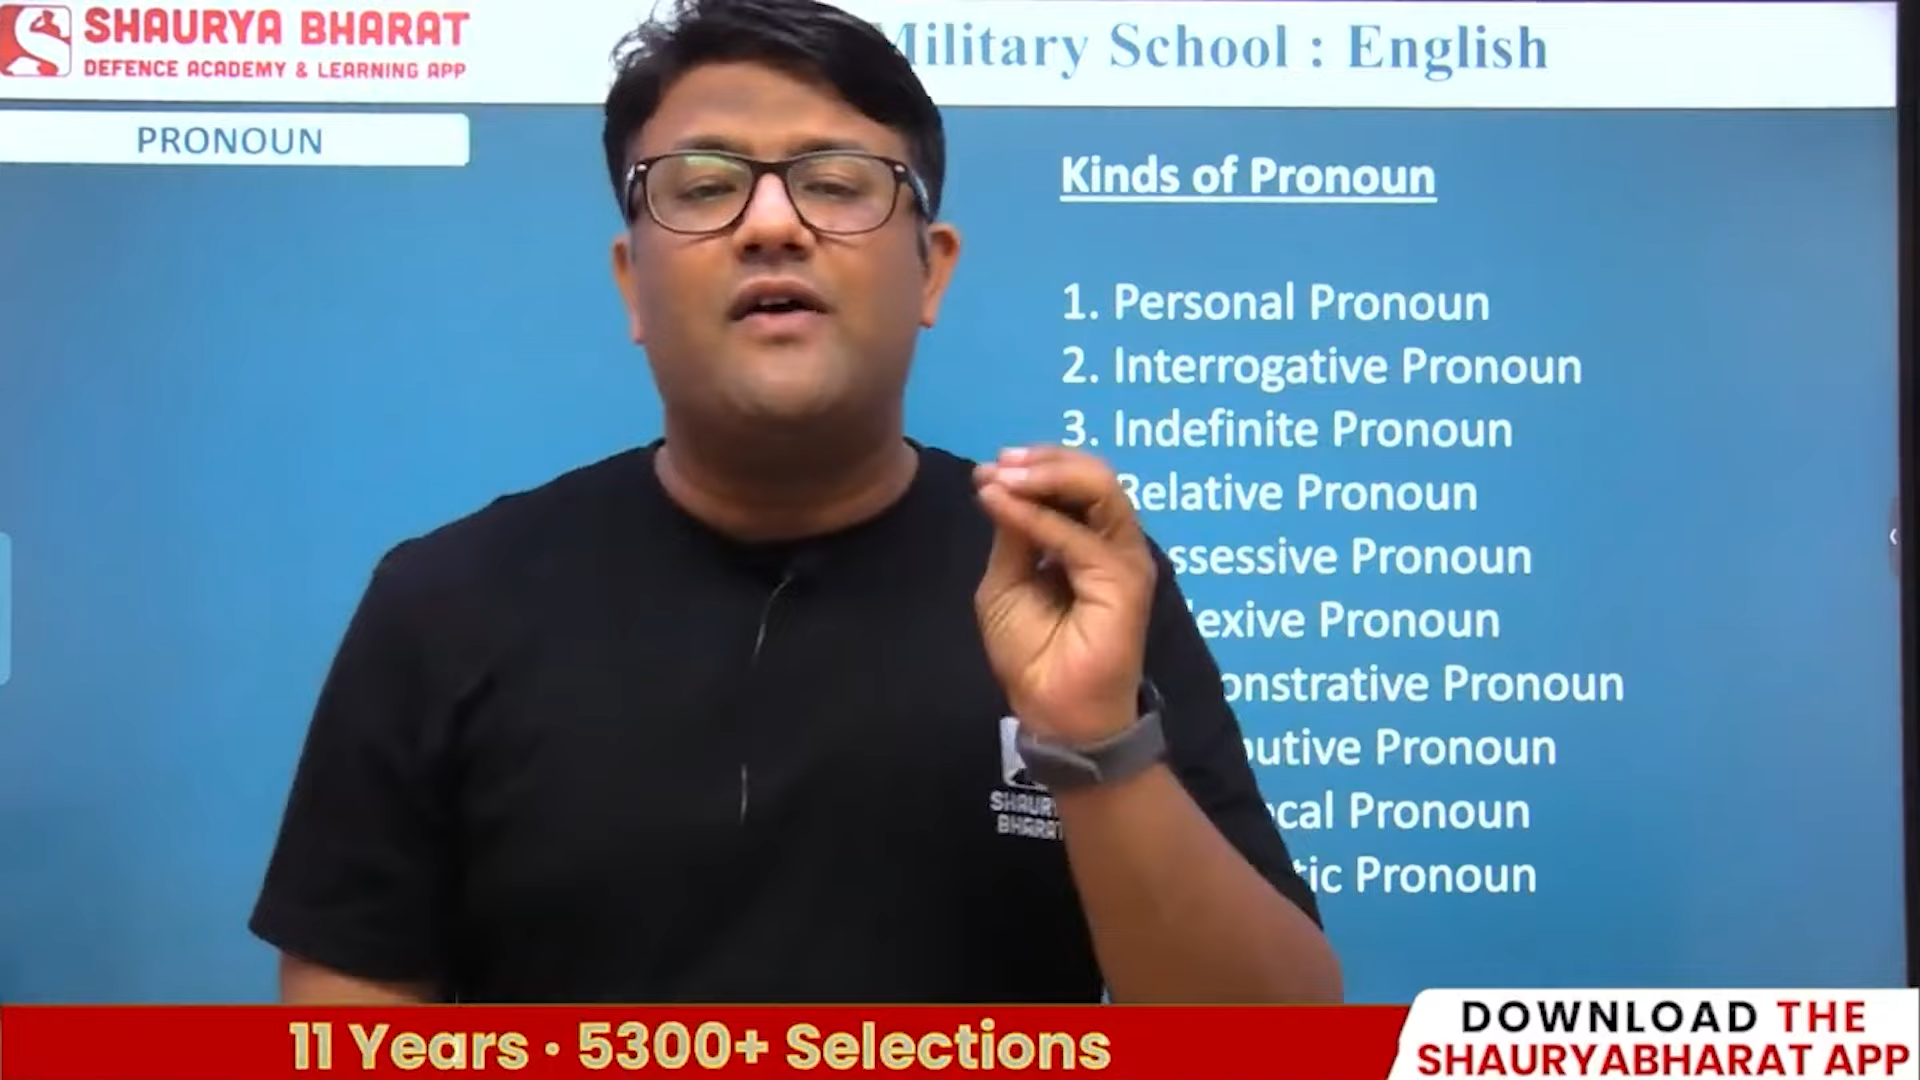 SHAURYA BHARAT
DEFENCE ACADEMY & LEARNING APP
Military School : English
PRONOUN
Kinds of Pronoun
1. Personal Pronoun
2. Interrogative Pronoun
3. Indefinite Pronoun
Relative Pronoun
Pronoun
Pronoun
Pronoun
Pronoun
Pronoun
Pronoun
SHAURY
BHARAT
11 Years · 5300+ Selections
DOWNLOAD THE
SHAURYABHARAT APP